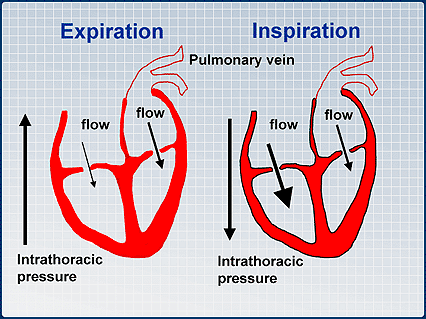 Expiration
Inspiration
Pulmonary vein
flow
flow
flow
flow
Intrathoracic
pressure
Intrathoracic
pressure